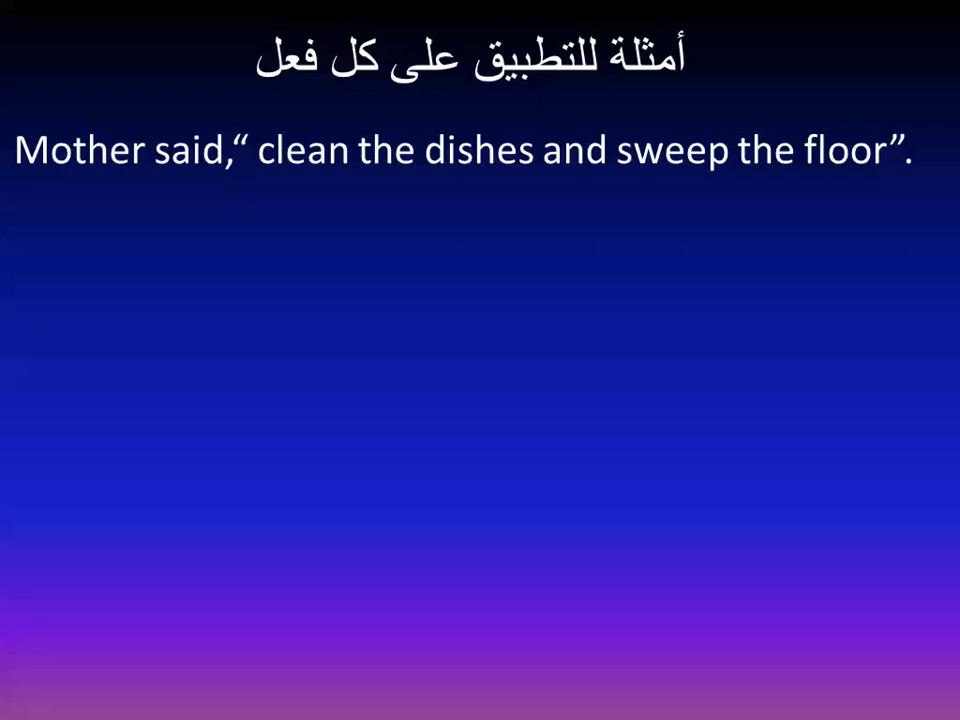 أمثلة للتطبيق على كل فعل
Mother said,“ clean the dishes and sweep the floor”.